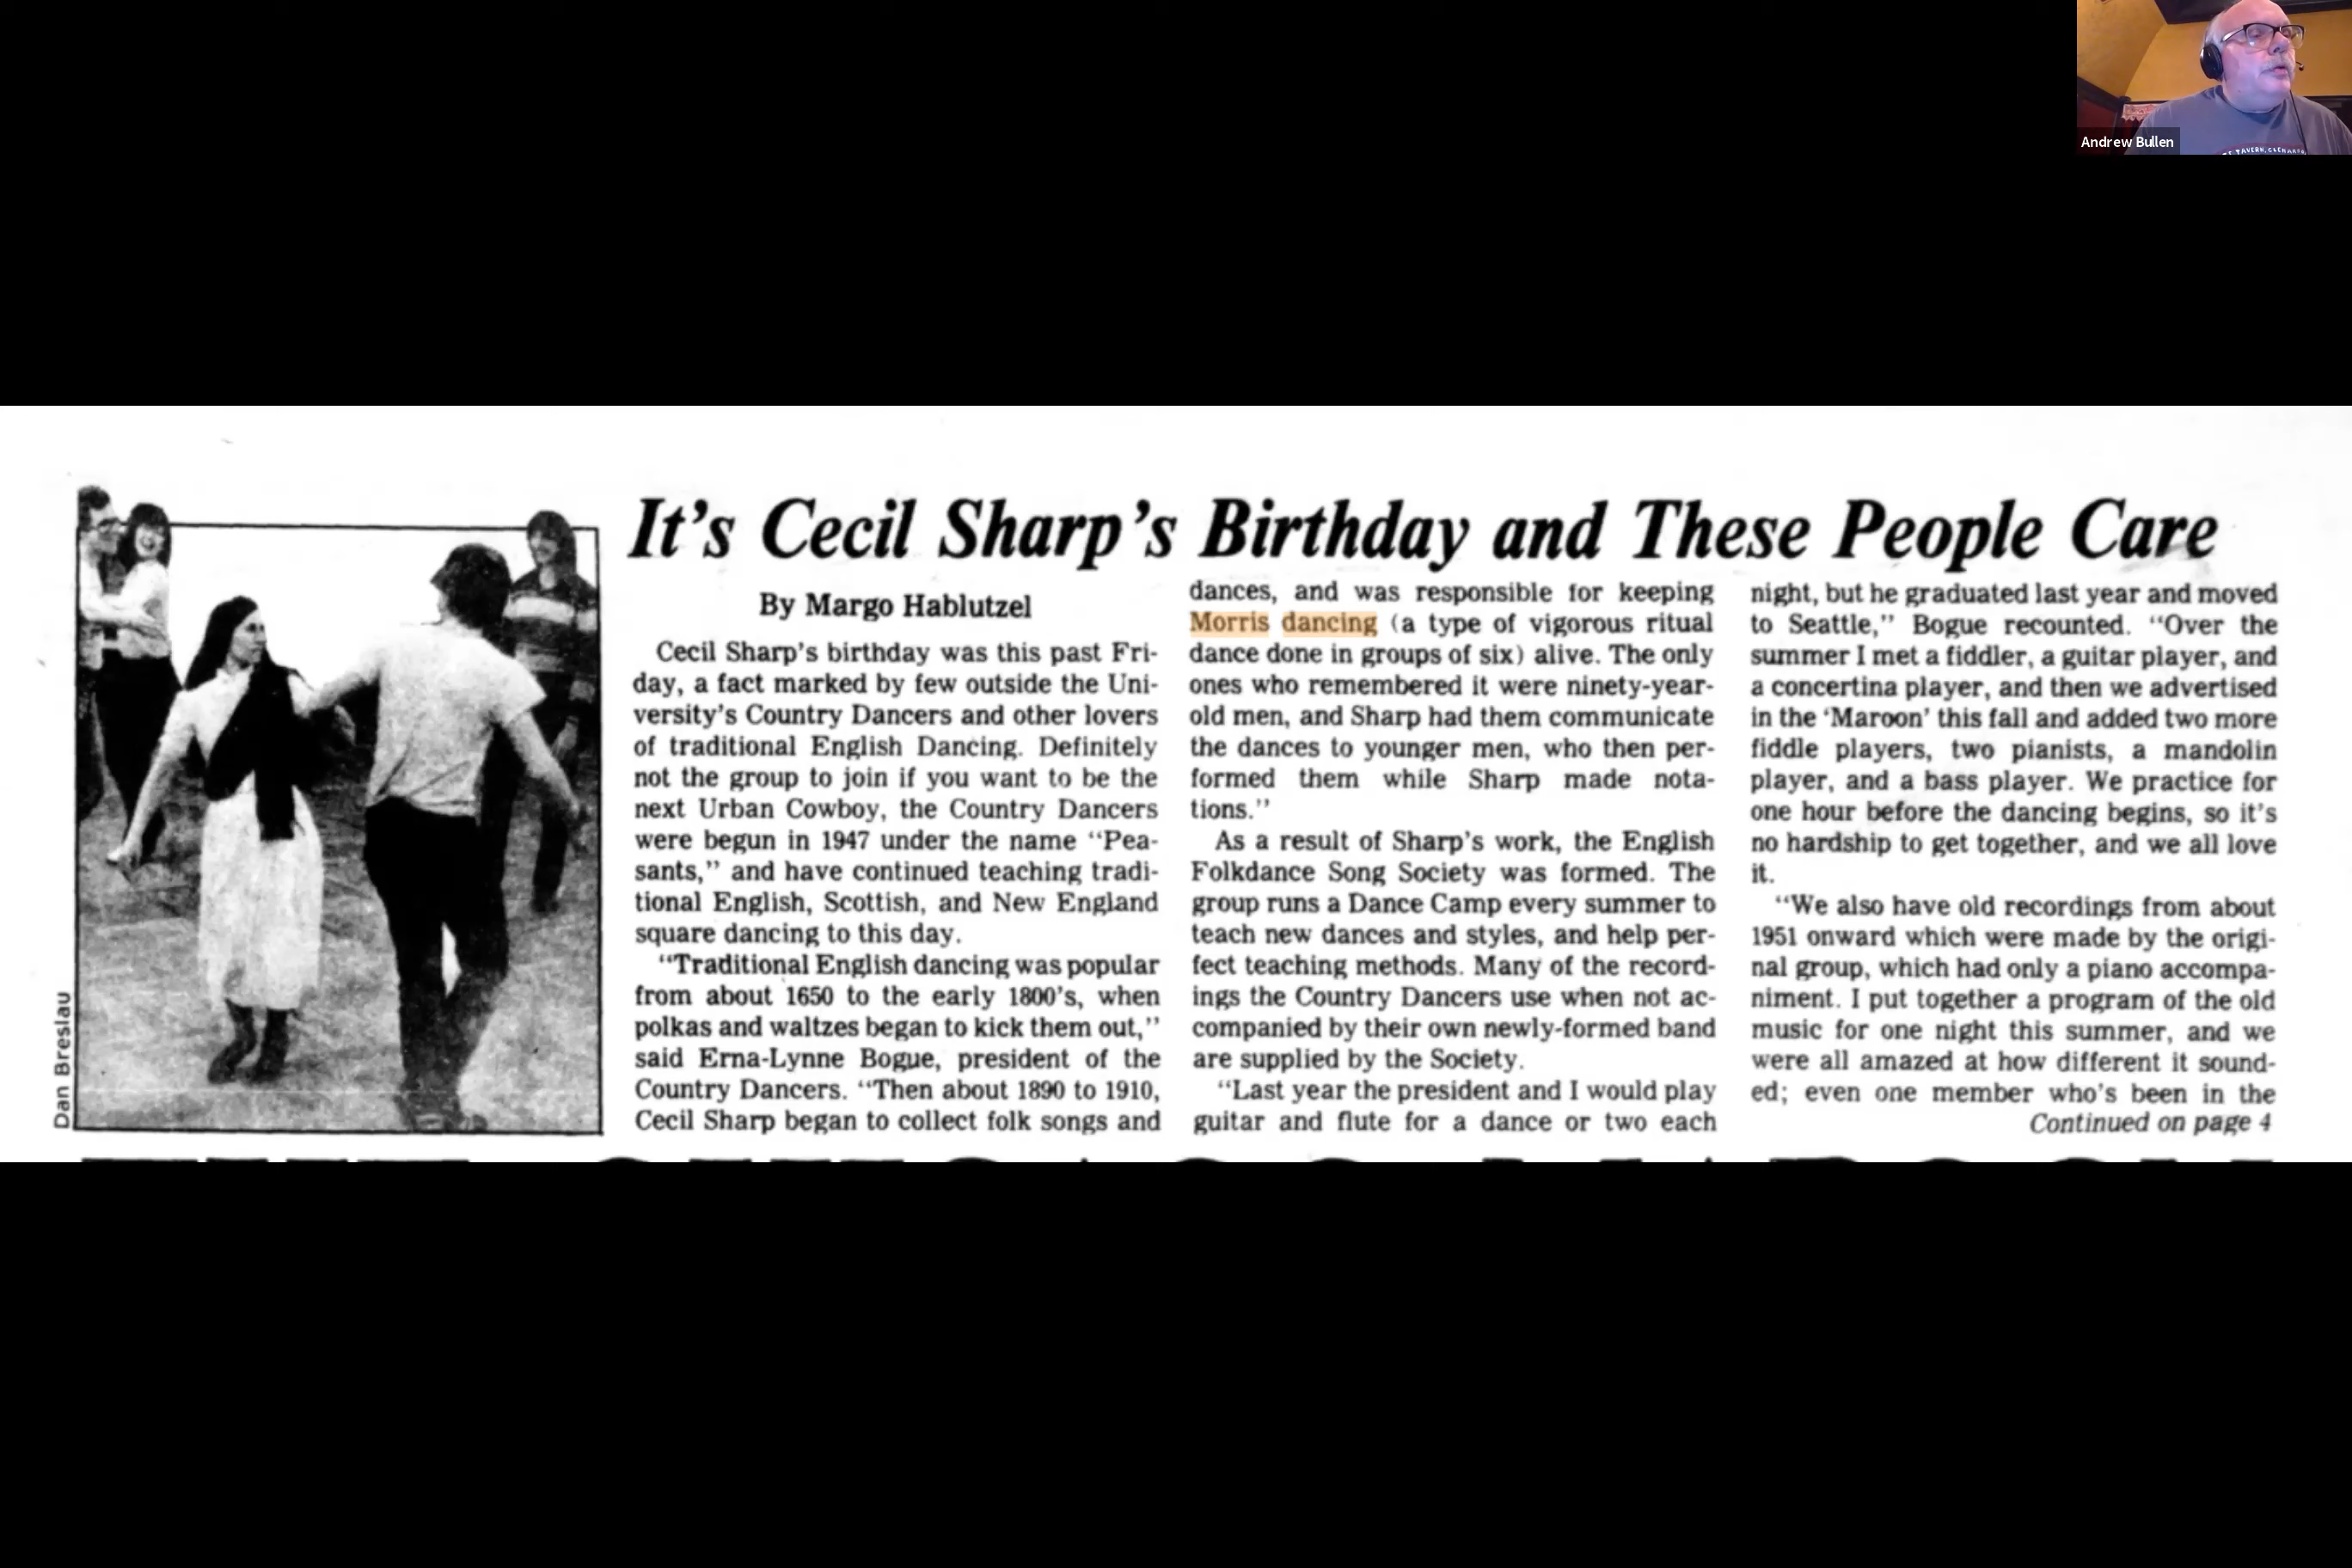 Andrew Bullen
TAVERN, GLENARM
Dan Breslau
It's Cecil Sharp's Birthday and These People Care
By Margo Hablutzel
Cecil Sharp's birthday was this past Fri-
day, a fact marked by few outside the Uni-
versity's Country Dancers and other lovers
of traditional English Dancing. Definitely
not the group to join if you want to be the
next Urban Cowboy, the Country Dancers
were begun in 1947 under the name "Pea-
sants," and have continued teaching tradi-
tional English, Scottish, and New England
square dancing to this day.
"Traditional English dancing was popular
from about 1650 to the early 1800's, when
polkas and waltzes began to kick them out,"
said Erna-Lynne Bogue, president of the
Country Dancers. "Then about 1890 to 1910,
Cecil Sharp began to collect folk songs and
dances, and was responsible for keeping
Morris dancing (a type of vigorous ritual
dance done in groups of six) alive. The only
ones who remembered it were ninety-year-
old men, and Sharp had them communicate
the dances to younger men, who then per-
formed them while Sharp made nota-
tions."
As a result of Sharp's work, the English
Folkdance Song Society was formed. The
group runs a Dance Camp every summer to
teach new dances and styles, and help per-
fect teaching methods. Many of the record-
ings the Country Dancers use when not ac-
companied by their own newly-formed band
are supplied by the Society.
"Last year the president and I would play
guitar and flute for a dance or two each
night, but he graduated last year and moved
to Seattle," Bogue recounted. "Over the
summer I met a fiddler, a guitar player, and
a concertina player, and then we advertised
in the 'Maroon' this fall and added two more
fiddle players, two pianists, a mandolin
player, and a bass player. We practice for
one hour before the dancing begins, so it's
no hardship to get together, and we all love
it.
"We also have old recordings from about
1951 onward which were made by the origi-
nal group, which had only a piano accompa-
niment. I put together a program of the old
music for one night this summer, and we
were all amazed at how different it sound-
ed; even one member who's been in the
Continued on page 4